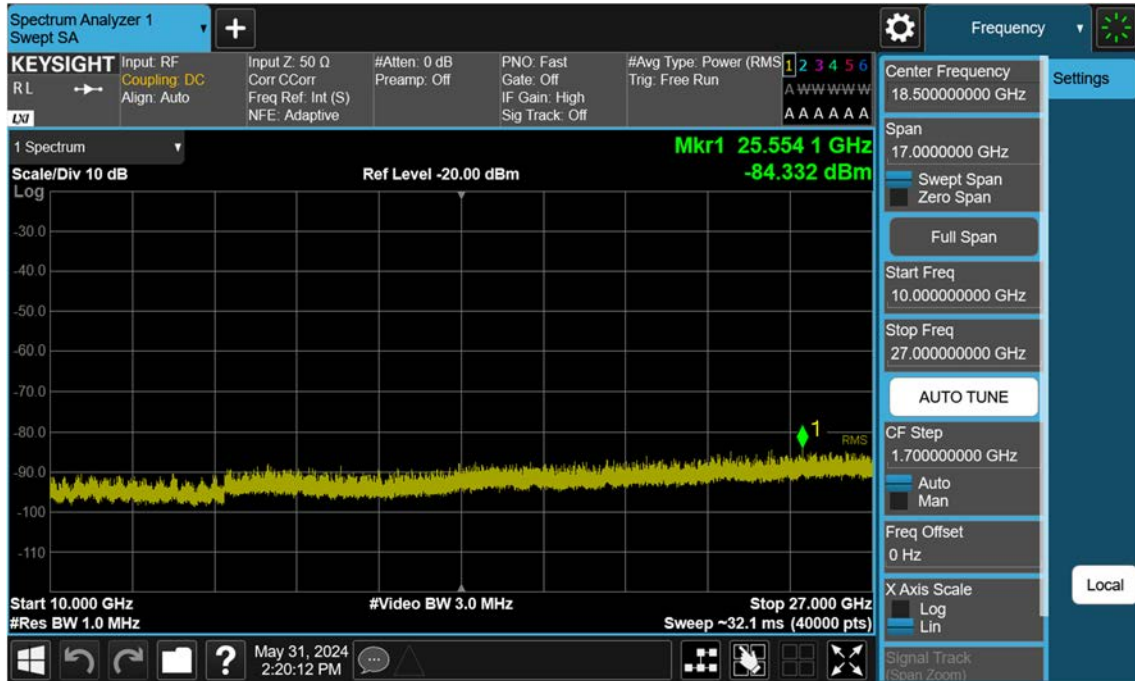 Spectrum Analyzer 1
Swept SA
Frequency
KEYSIGHT
R L
LXI
Input: RF
Coupling: DC
Align: Auto
Input Z: 50 Ω
Corr CCorr
Freq Ref: Int (S)
NFE: Adaptive
#Atten: 0 dB
Preamp: Off
PNO: Fast
Gate: Off
IF Gain: High
Sig Track: Off
#Avg Type: Power (RMS
Trig: Free Run
1 2 3 4 5 6
A W W W W W
A A A A A A
1 Spectrum
Mkr1 25.554 1 GHz
Scale/Div 10 dB
Ref Level -20.00 dBm
-84.332 dBm
Log
-30.0
-40.0
-50.0
-60.0
-70.0
-80.0
-90.0
-100
-110
1
RMS
Start 10.000 GHz
#Video BW 3.0 MHz
Stop 27.000 GHz
#Res BW 1.0 MHz
Sweep ~32.1 ms (40000 pts)
Center Frequency
18.500000000 GHz
Settings
Span
17.0000000 GHz
Swept Span
Zero Span
Full Span
Start Freq
10.000000000 GHz
Stop Freq
27.000000000 GHz
AUTO TUNE
CF Step
1.700000000 GHz
Auto
Man
Freq Offset
0 Hz
X Axis Scale
Log
Lin
Local
Signal Track
(Span Zoom)
?
May 31, 2024
2:20:12 PM